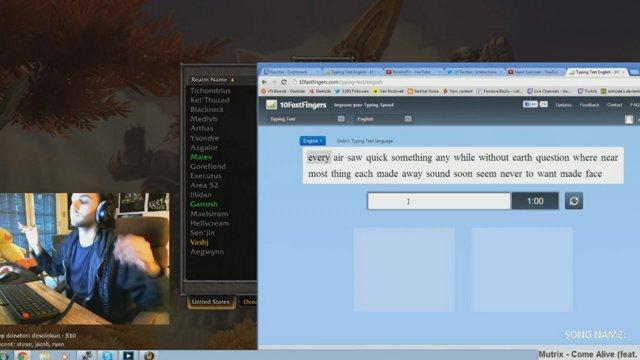 Realm Name
Tichondrius
Kel'Thuzad
Blackrock
Medivh
Arthas
Ysondre
Azgalor
Maiev
Gorefiend
Executus
Area 52
Illidan
Garrosh
Maelstrom
Hellscream
Sen'jin
Vashj
Aegwynn
United States
10fastfingers.com/typing-test/english
10FastFingers Improve your Typing Speed
Updates Feedback Contact
Typing Test English
English Switch Typing Test language
every air saw quick something any while without earth question where near
most thing each made away sound soon seem never to want made face
1:00
op donator: desolokun - $10
ecent: steve, jacob, ryan
SONG NAME:
Mutrix - Come Alive (feat.